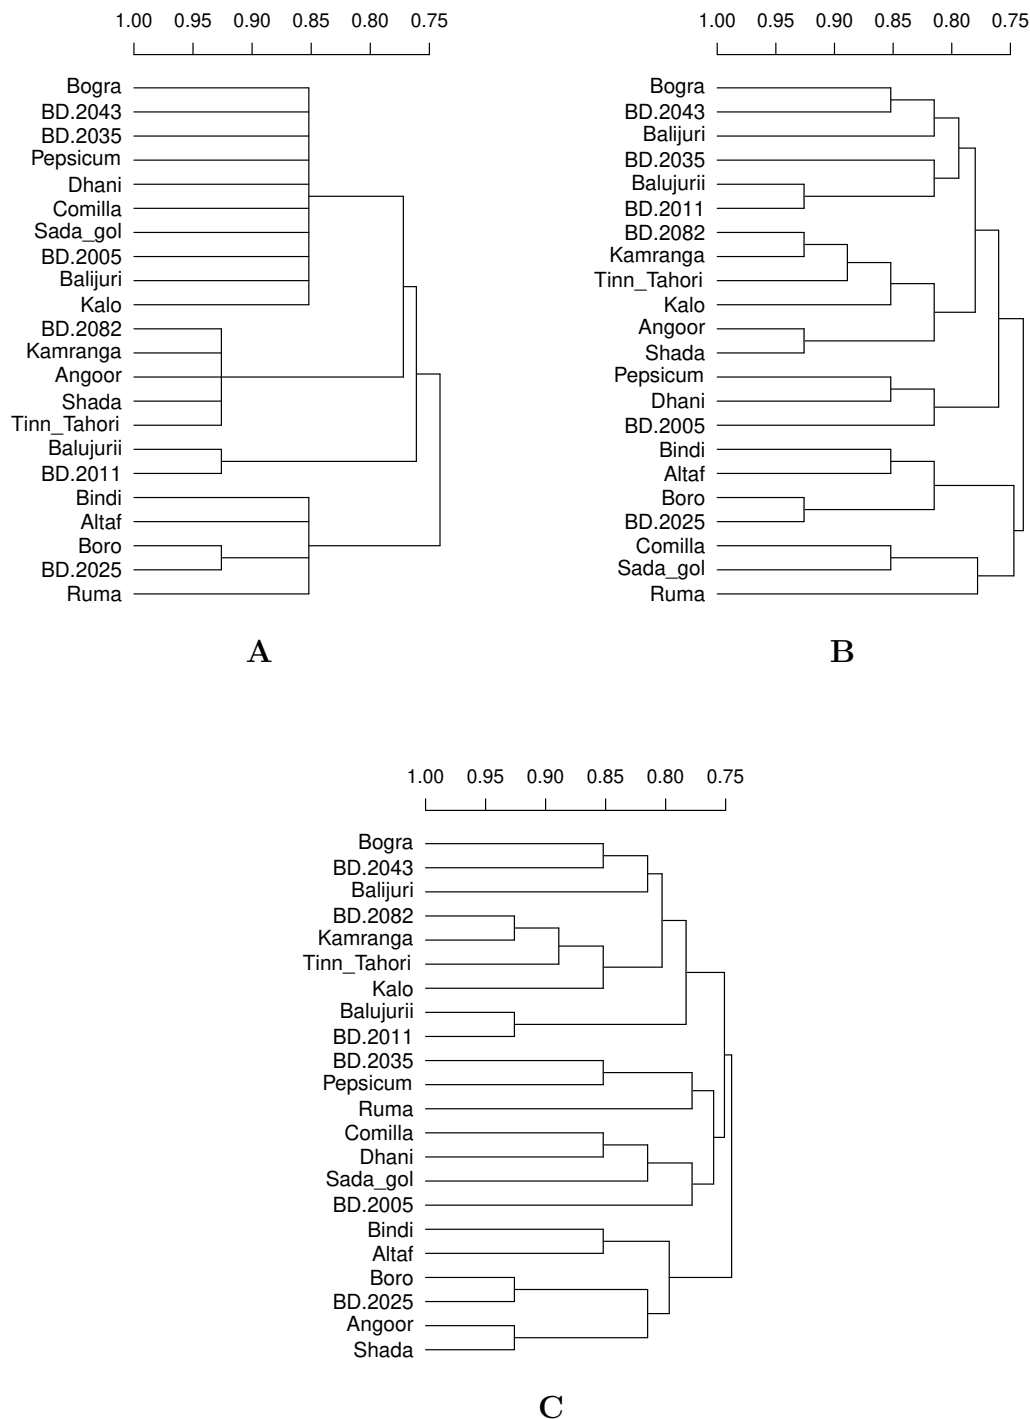 1.00 0.95 0.90 0.85 0.80 0.75
Bogra
BD.2043
BD.2035
Pepsicum
Dhani
Comilla
Sada_gol
BD.2005
Balijuri
Kalo
BD.2082
Kamranga
Angoor
Shada
Tinn_Tahori
Balujurii
BD.2011
Bindi
Altaf
Boro
BD.2025
Ruma
A
1.00 0.95 0.90 0.85 0.80 0.75
Bogra
BD.2043
Balijuri
BD.2035
Balujurii
BD.2011
BD.2082
Kamranga
Tinn_Tahori
Kalo
Angoor
Shada
Pepsicum
Dhani
BD.2005
Bindi
Altaf
Boro
BD.2025
Comilla
Sada_gol
Ruma
B
1.00 0.95 0.90 0.85 0.80 0.75
Bogra
BD.2043
Balijuri
BD.2082
Kamranga
Tinn_Tahori
Kalo
Balujurii
BD.2011
BD.2035
Pepsicum
Ruma
Comilla
Dhani
Sada_gol
BD.2005
Bindi
Altaf
Boro
BD.2025
Angoor
Shada
C